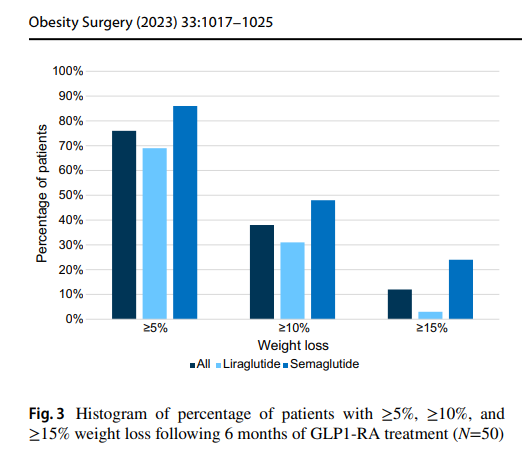 Obesity Surgery (2023) 33:1017–1025
100%
90%
80%
70%
60%
50%
40%
30%
20%
10%
0%
Percentage of patients
≥5% ≥10% ≥15%
Weight loss
All Liraglutide Semaglutide
Fig. 3 Histogram of percentage of patients with ≥5%, ≥10%, and
≥15% weight loss following 6 months of GLP1-RA treatment (N=50)